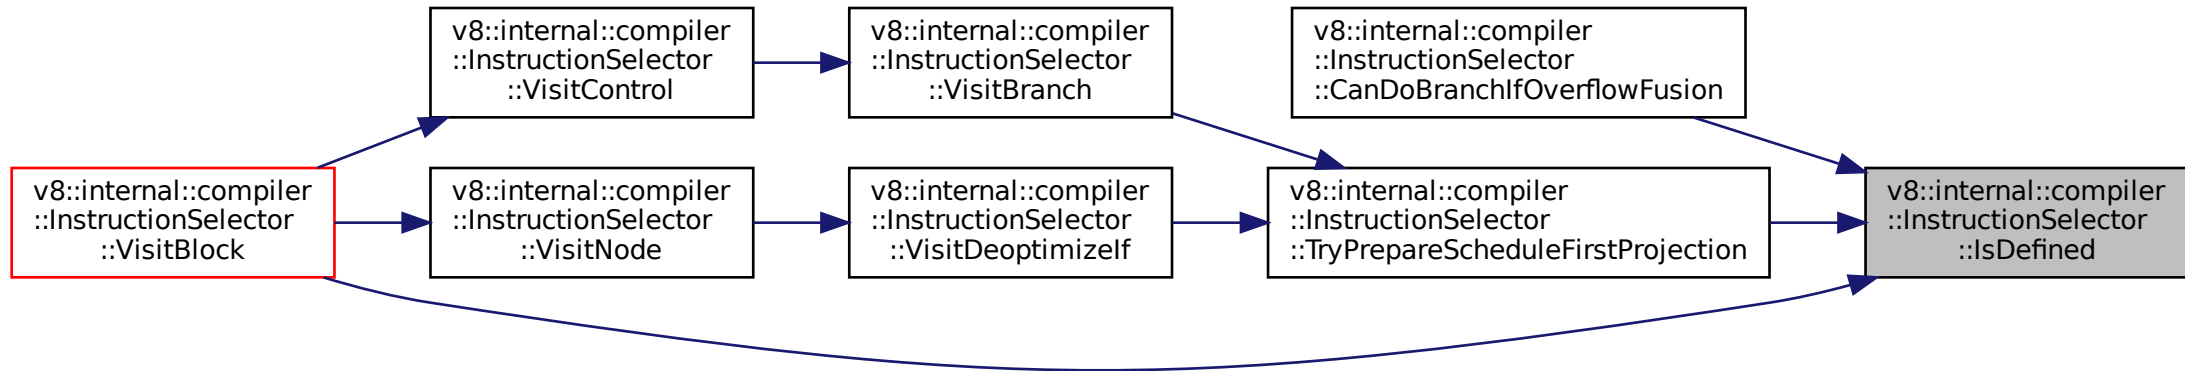 v8::internal::compiler
::InstructionSelector
::VisitControl
v8::internal::compiler
::InstructionSelector
::VisitBranch
v8::internal::compiler
::InstructionSelector
::CanDoBranchIfOverflowFusion
v8::internal::compiler
::InstructionSelector
::VisitBlock
v8::internal::compiler
::InstructionSelector
::VisitNode
v8::internal::compiler
::InstructionSelector
::VisitDeoptimizeIf
v8::internal::compiler
::InstructionSelector
::TryPrepareScheduleFirstProjection
v8::internal::compiler
::InstructionSelector
::IsDefined